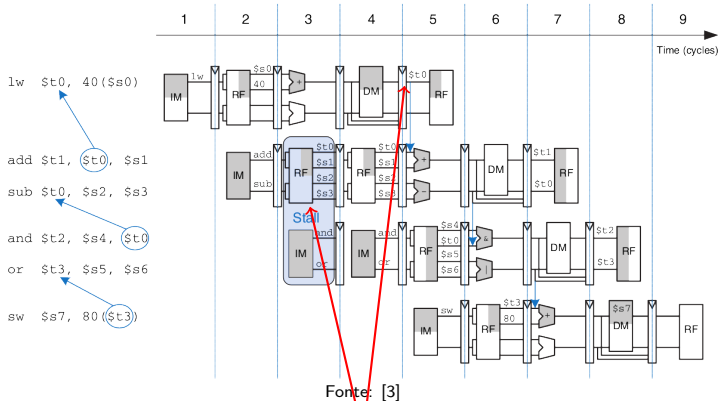 1 2 3 4 5 6 7 8 9
Time (cycles)
lw $t0, 40($s0)
add $t1, $t0, $s1
sub $t0, $s2, $s3
and $t2, $s4, $t0
or $t3, $s5, $s6
sw $s7, 80($t3)
IM lw RF $s0 40 + DM $t0 RF
IM add sub RF $t0 $s1 $s2 $s3 RF $t0 $s1 $s2 + - DM $t1 $t0 RF
Stall
IM and or IM and or RF $s4 $t0 $s5 $s6 & | DM $t2 $t3 RF
IM sw RF $t3 80 + $s7 DM RF
Fonte: [3]